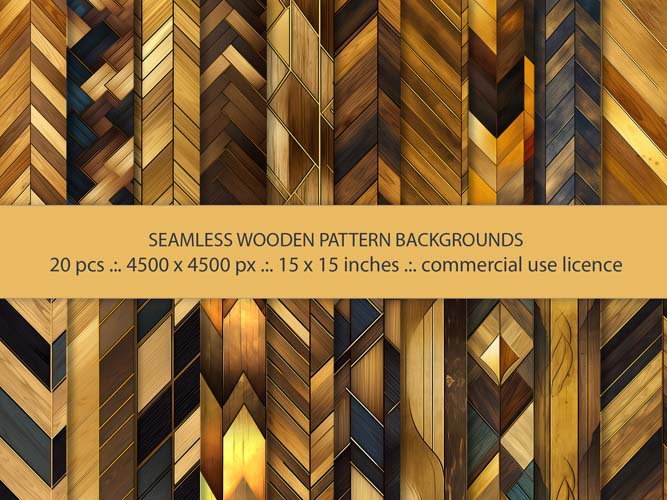 SEAMLESS WOODEN PATTERN BACKGROUNDS
20 pcs .:. 4500 x 4500 px .:. 15 x 15 inches .:. commercial use licence